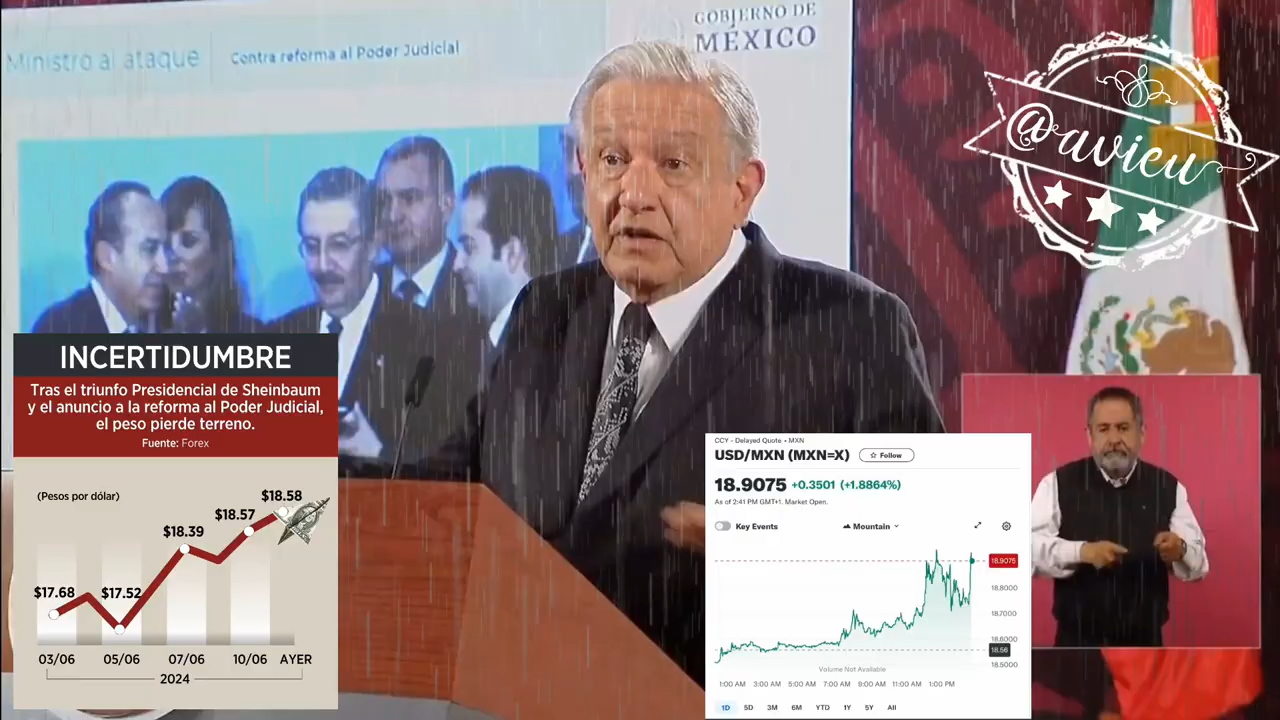 GOBIERNO DE
MÉXICO
Ministro al ataque
Contra reforma al Poder Judicial
@avieu
INCERTIDUMBRE
Tras el triunfo Presidencial de Sheinbaum
y el anuncio a la reforma al Poder Judicial,
el peso pierde terreno.
Fuente: Forex
(Pesos por dólar)
$17.68
$17.52
$18.39
$18.57
$18.58
03/06
05/06
07/06
10/06
AYER
2024
CCY - Delayed Quote • MXN
USD/MXN (MXN=X)
Follow
18.9075 +0.3501 (+1.8864%)
As of 2:41 PM GMT+1. Market Open.
Key Events
Mountain
18.9075
18.8000
18.7000
18.6000
18.56
18.5000
Volume Not Available
1:00 AM 3:00 AM 5:00 AM 7:00 AM 9:00 AM 11:00 AM 1:00 PM
1D 5D 3M 6M YTD 1Y 5Y All